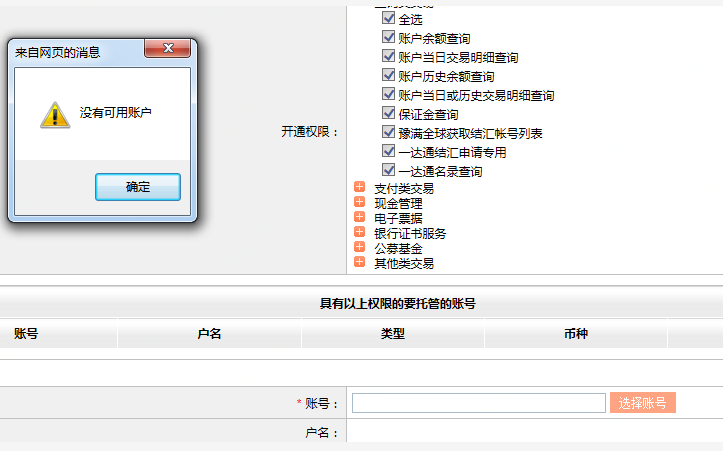 全选
来自网页的消息
账户余额查询
账户当日交易明细查询
账户历史余额查询
账户当日或历史交易明细查询
没有可用账户
保证金查询
开通权限：
豫满全球获取结汇帐号列表
一达通结汇申请专用
一达通名录查询
确定
支付类交易
现金管理
电子票据
银行证书服务
公募基金
其他类交易
具有以上权限的要托管的账号
账号 户名 类型 币种
* 账号： 选择账号
户名：